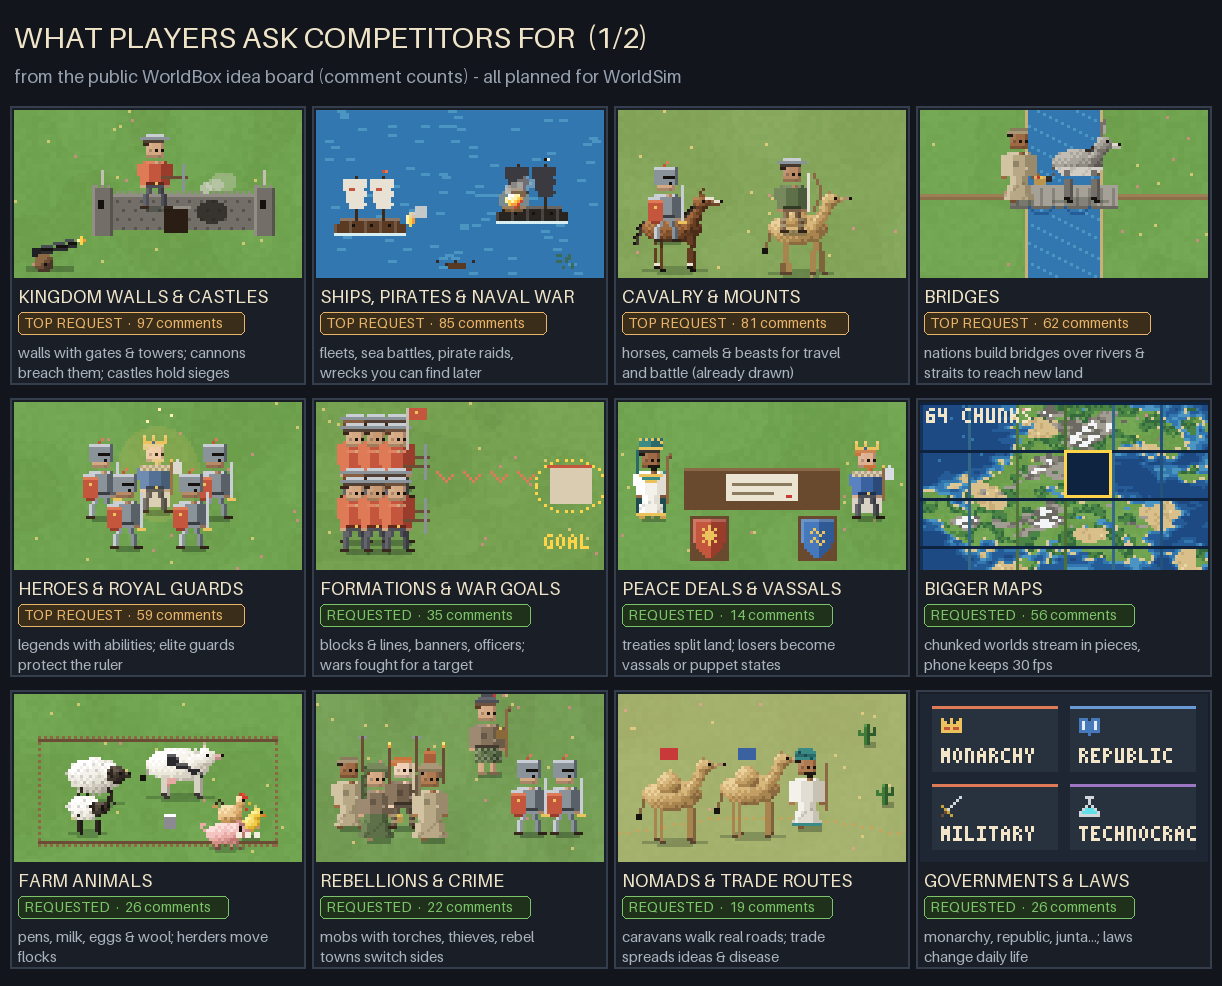 WHAT PLAYERS ASK COMPETITORS FOR (1/2)
from the public WorldBox idea board (comment counts) - all planned for WorldSim
KINGDOM WALLS & CASTLES
TOP REQUEST · 97 comments
walls with gates & towers; cannons
breach them; castles hold sieges
SHIPS, PIRATES & NAVAL WAR
TOP REQUEST · 85 comments
fleets, sea battles, pirate raids,
wrecks you can find later
CAVALRY & MOUNTS
TOP REQUEST · 81 comments
horses, camels & beasts for travel
and battle (already drawn)
BRIDGES
TOP REQUEST · 62 comments
nations build bridges over rivers &
straits to reach new land
HEROES & ROYAL GUARDS
TOP REQUEST · 59 comments
legends with abilities; elite guards
protect the ruler
GOAL
FORMATIONS & WAR GOALS
REQUESTED · 35 comments
blocks & lines, banners, officers;
wars fought for a target
PEACE DEALS & VASSALS
REQUESTED · 14 comments
treaties split land; losers become
vassals or puppet states
64 CHUNKS
BIGGER MAPS
REQUESTED · 56 comments
chunked worlds stream in pieces,
phone keeps 30 fps
FARM ANIMALS
REQUESTED · 26 comments
pens, milk, eggs & wool; herders move
flocks
REBELLIONS & CRIME
REQUESTED · 22 comments
mobs with torches, thieves, rebel
towns switch sides
NOMADS & TRADE ROUTES
REQUESTED · 19 comments
caravans walk real roads; trade
spreads ideas & disease
MONARCHY
REPUBLIC
MILITARY
TECHNOCRAC
GOVERNMENTS & LAWS
REQUESTED · 26 comments
monarchy, republic, junta...; laws
change daily life